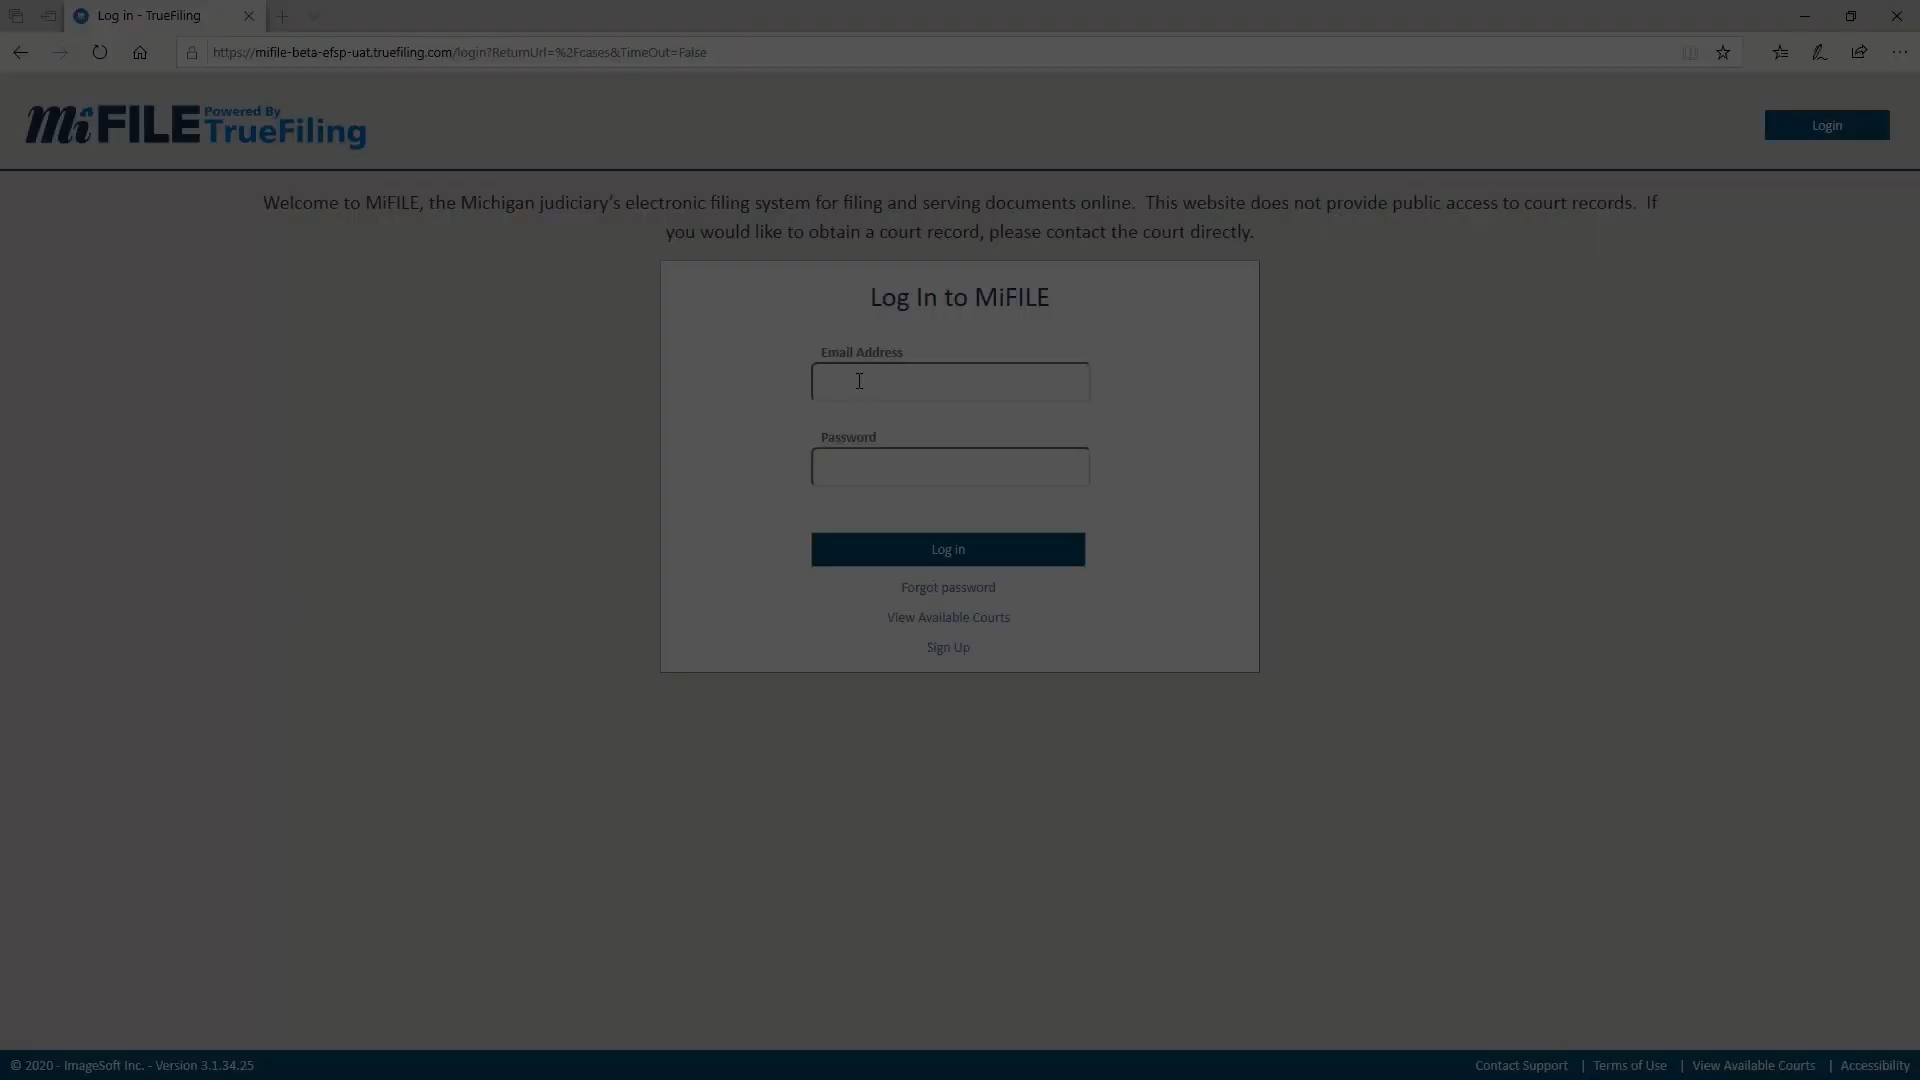 Log in - TrueFiling
https://mifile-beta-efsp-uat.truefiling.com/login?ReturnUrl=%2Fcases&TimeOut=False
MiFILE Powered By TrueFiling
Login
Welcome to MiFILE, the Michigan judiciary’s electronic filing system for filing and serving documents online. This website does not provide public access to court records. If
you would like to obtain a court record, please contact the court directly.
Log In to MiFILE
Email Address
Password
Log in
Forgot password
View Available Courts
Sign Up
© 2020 - ImageSoft Inc. - Version 3.1.34.25
Contact Support | Terms of Use | View Available Courts | Accessibility